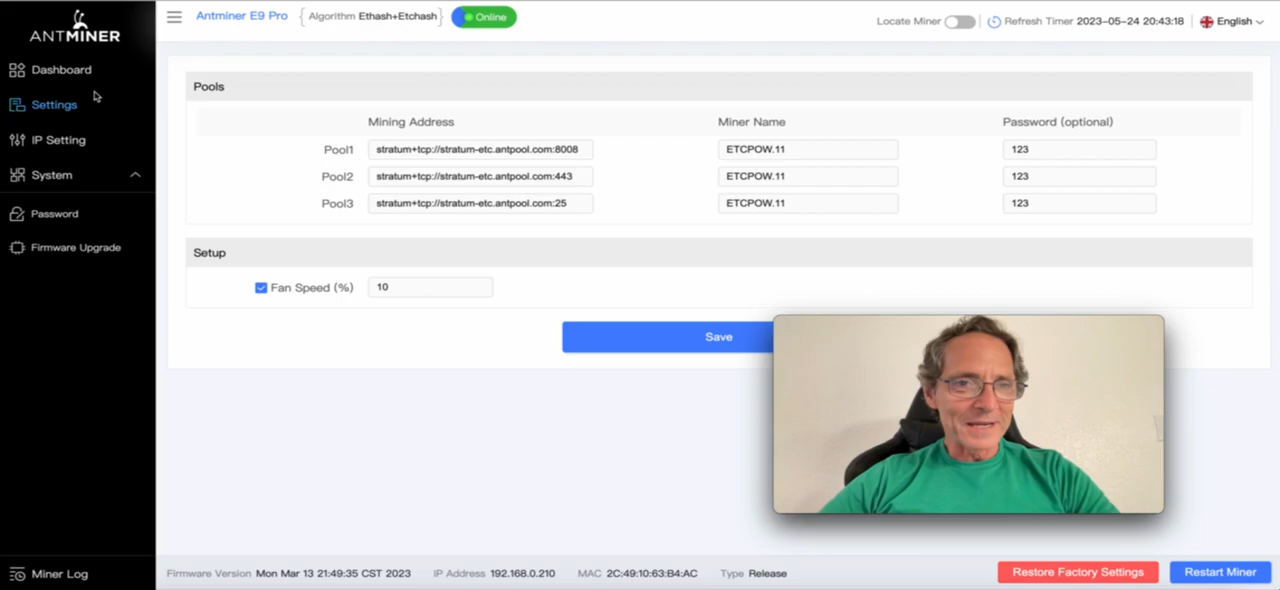 ANTMINER
Antminer E9 Pro
Algorithm Ethash+Etchash
Online
Locate Miner
Refresh Timer 2023-05-24 20:43:18
English
Dashboard
Settings
IP Setting
System
Password
Firmware Upgrade
Miner Log
Pools
Mining Address Miner Name Password (optional)
Pool1 stratum+tcp://stratum-etc.antpool.com:8008 ETCPOW.11 123
Pool2 stratum+tcp://stratum-etc.antpool.com:443 ETCPOW.11 123
Pool3 stratum+tcp://stratum-etc.antpool.com:25 ETCPOW.11 123
Setup
Fan Speed (%) 10
Save
Firmware Version Mon Mar 13 21:49:35 CST 2023 IP Address 192.168.0.210 MAC 2C:49:10:63:B4:AC Type Release
Restore Factory Settings
Restart Miner